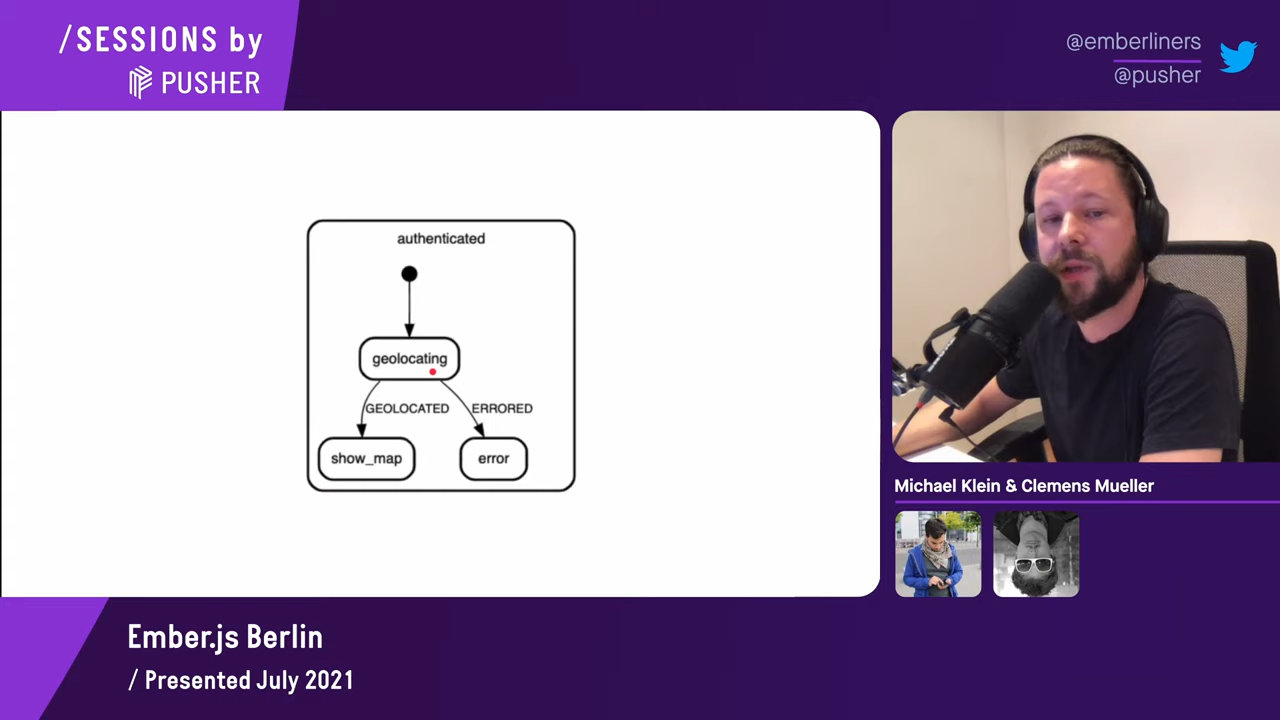 /SESSIONS by
PUSHER
@emberliners
@pusher
authenticated
geolocating
GEOLOCATED
ERRORED
show_map
error
Michael Klein & Clemens Mueller
Ember.js Berlin
/ Presented July 2021